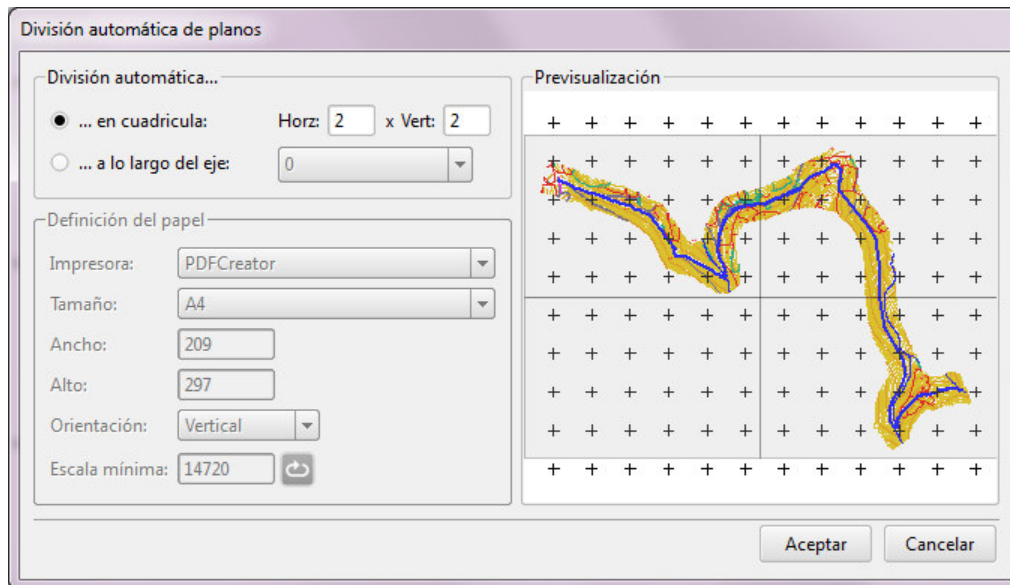 División automática de planos
División automática...
... en cuadricula: Horz: 2 x Vert: 2
... a lo largo del eje: 0
Definición del papel
Impresora: PDFCreator
Tamaño: A4
Ancho: 209
Alto: 297
Orientación: Vertical
Escala mínima: 14720
Previsualización
Aceptar Cancelar